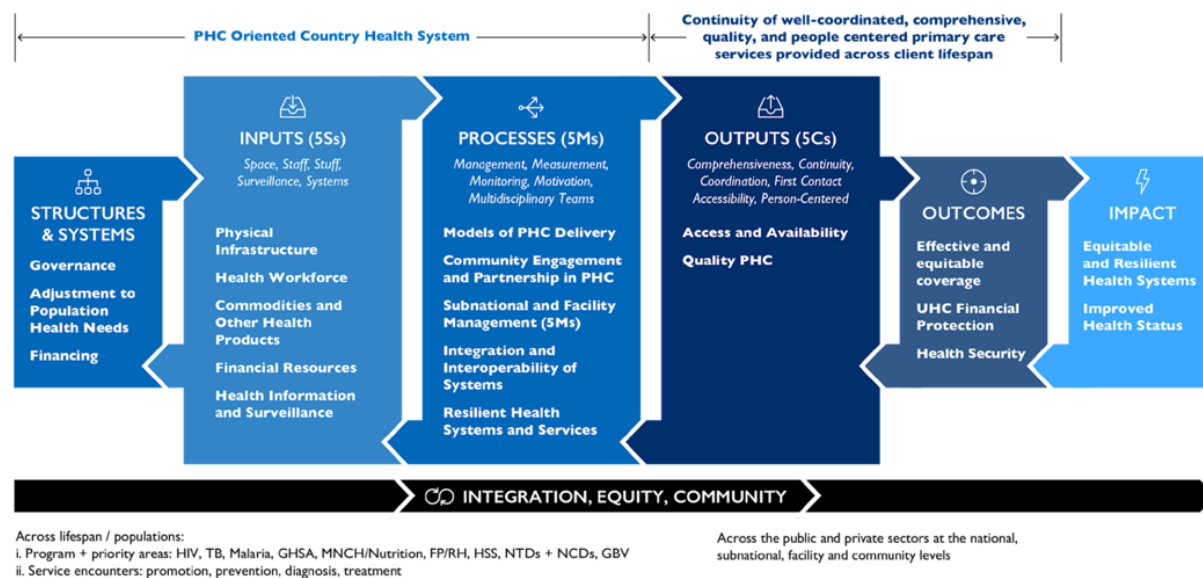 PHC Oriented Country Health System
Continuity of well-coordinated, comprehensive,
quality, and people centered primary care
services provided across client lifespan
STRUCTURES
& SYSTEMS
Governance
Adjustment to
Population
Health Needs
Financing
INPUTS (5Ss)
Space, Staff, Stuff,
Surveillance, Systems
Physical
Infrastructure
Health Workforce
Commodities and
Other Health
Products
Financial Resources
Health Information
and Surveillance
PROCESSES (5Ms)
Management, Measurement,
Monitoring, Motivation,
Multidisciplinary Teams
Models of PHC Delivery
Community Engagement
and Partnership in PHC
Subnational and Facility
Management (5Ms)
Integration and
Interoperability of
Systems
Resilient Health
Systems and Services
OUTPUTS (5Cs)
Comprehensiveness, Continuity,
Coordination, First Contact
Accessibility, Person-Centered
Access and Availability
Quality PHC
OUTCOMES
Effective and
equitable
coverage
UHC Financial
Protection
Health Security
IMPACT
Equitable
and Resilient
Health Systems
Improved
Health Status
INTEGRATION, EQUITY, COMMUNITY
Across lifespan / populations:
i. Program + priority areas: HIV, TB, Malaria, GHSA, MNCH/Nutrition, FP/RH, HSS, NTDs + NCDs, GBV
ii. Service encounters: promotion, prevention, diagnosis, treatment
Across the public and private sectors at the national,
subnational, facility and community levels